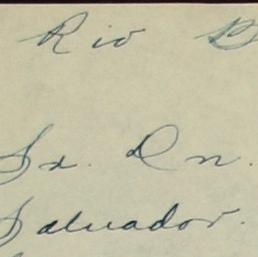 Rio B
Sr. Dn.
Salvador.